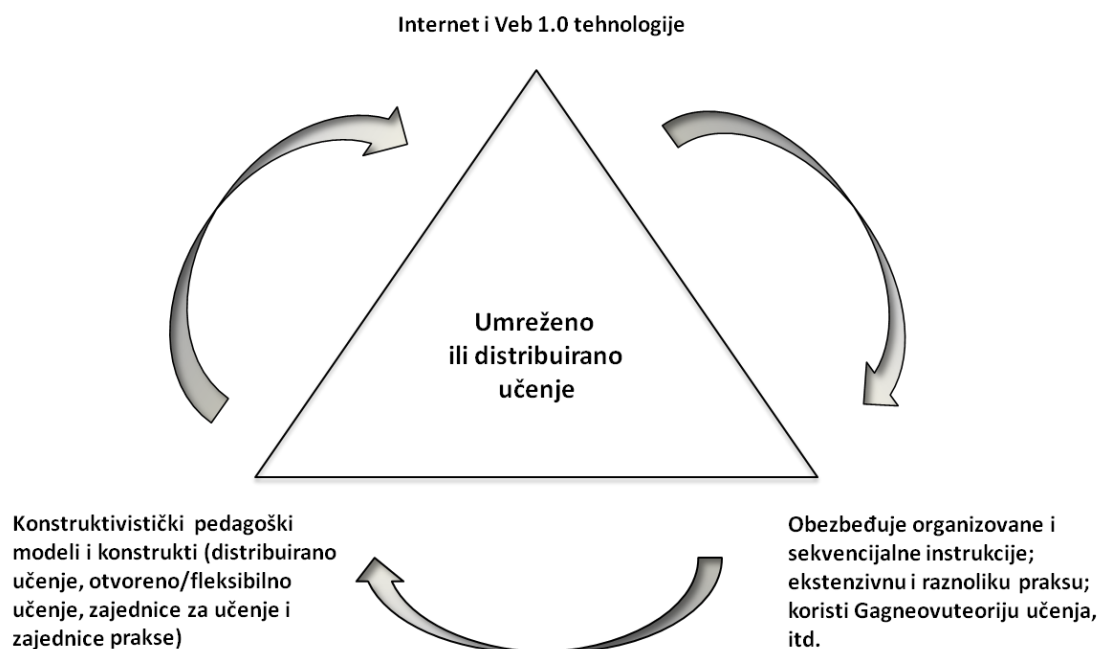 Internet i Veb 1.0 tehnologije
Umreženo
ili distribuirano
učenje
Konstruktivistički pedagoški
modeli i konstrukti (distribuirano
učenje, otvoreno/fleksibilno
učenje, zajednice za učenje i
zajednice prakse)
Obezbeđuje organizovane i
sekvencijalne instrukcije;
ekstenzivnu i raznoliku praksu;
koristi Gagneovuteoriju učenja,
itd.